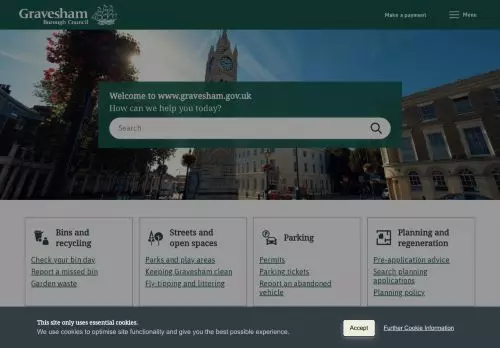 Gravesham
Borough Council
Make a payment
Menu
Welcome to www.gravesham.gov.uk
How can we help you today?
Search
Bins and
recycling
Check your bin day
Report a missed bin
Garden waste
Streets and
open spaces
Parks and play areas
Keeping Gravesham clean
Fly-tipping and littering
Parking
Permits
Parking tickets
Report an abandoned
vehicle
Planning and
regeneration
Pre-application advice
Search planning
applications
Planning policy
This site only uses essential cookies.
We use cookies to optimise site functionality and give you the best possible experience.
Accept
Further Cookie Information